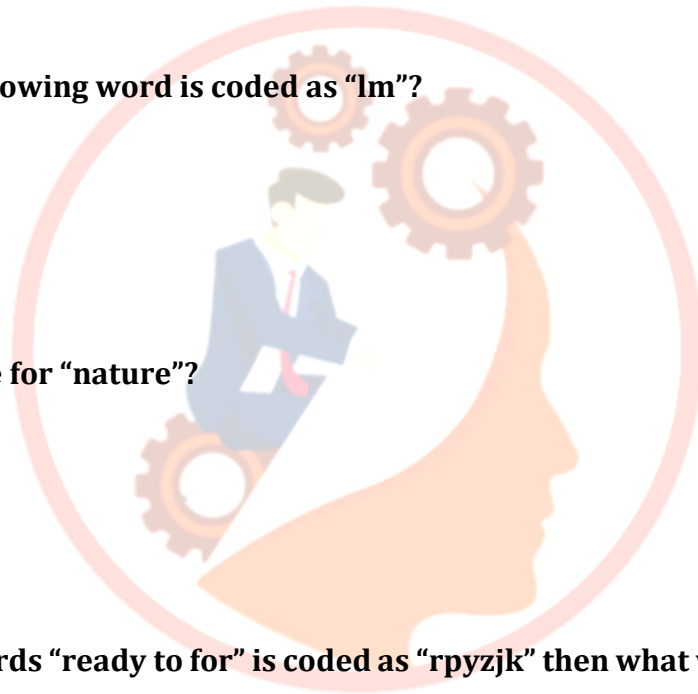 owing word is coded as “lm”?
for “nature”?
rds “ready to for” is coded as “rpyzjk” then what